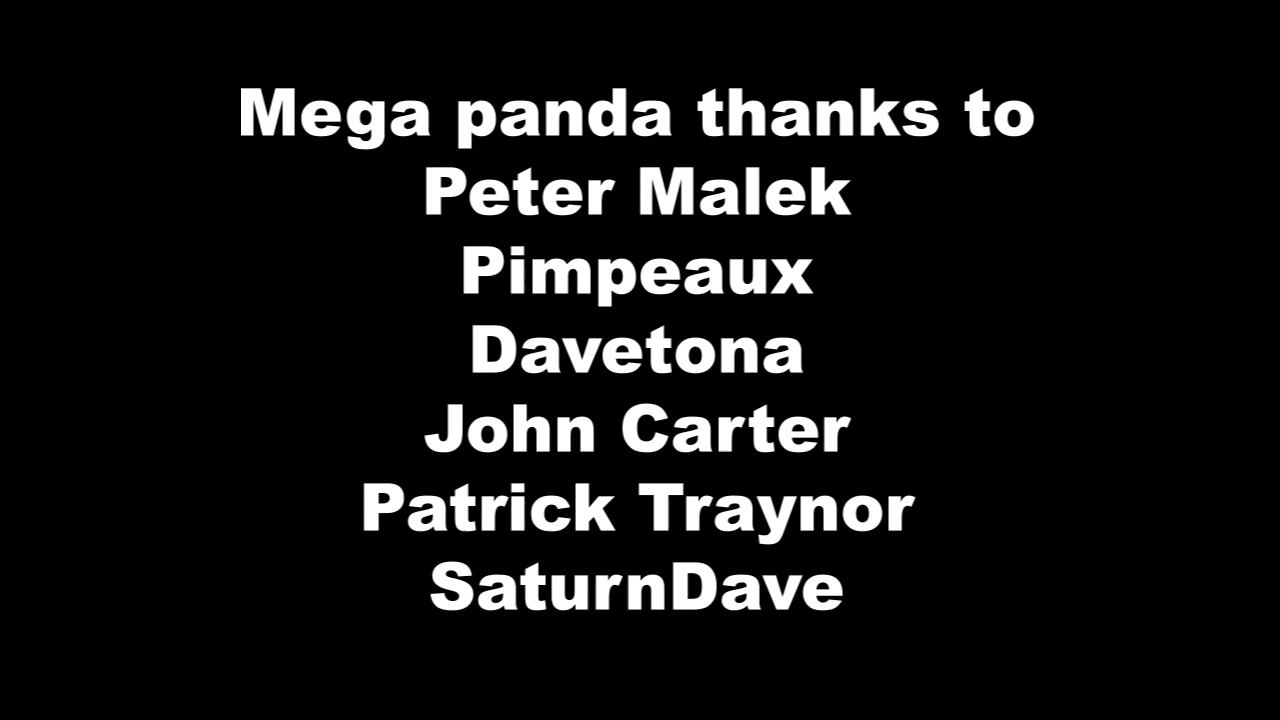 Mega panda thanks to
Peter Malek
Pimpeaux
Davetona
John Carter
Patrick Traynor
SaturnDave